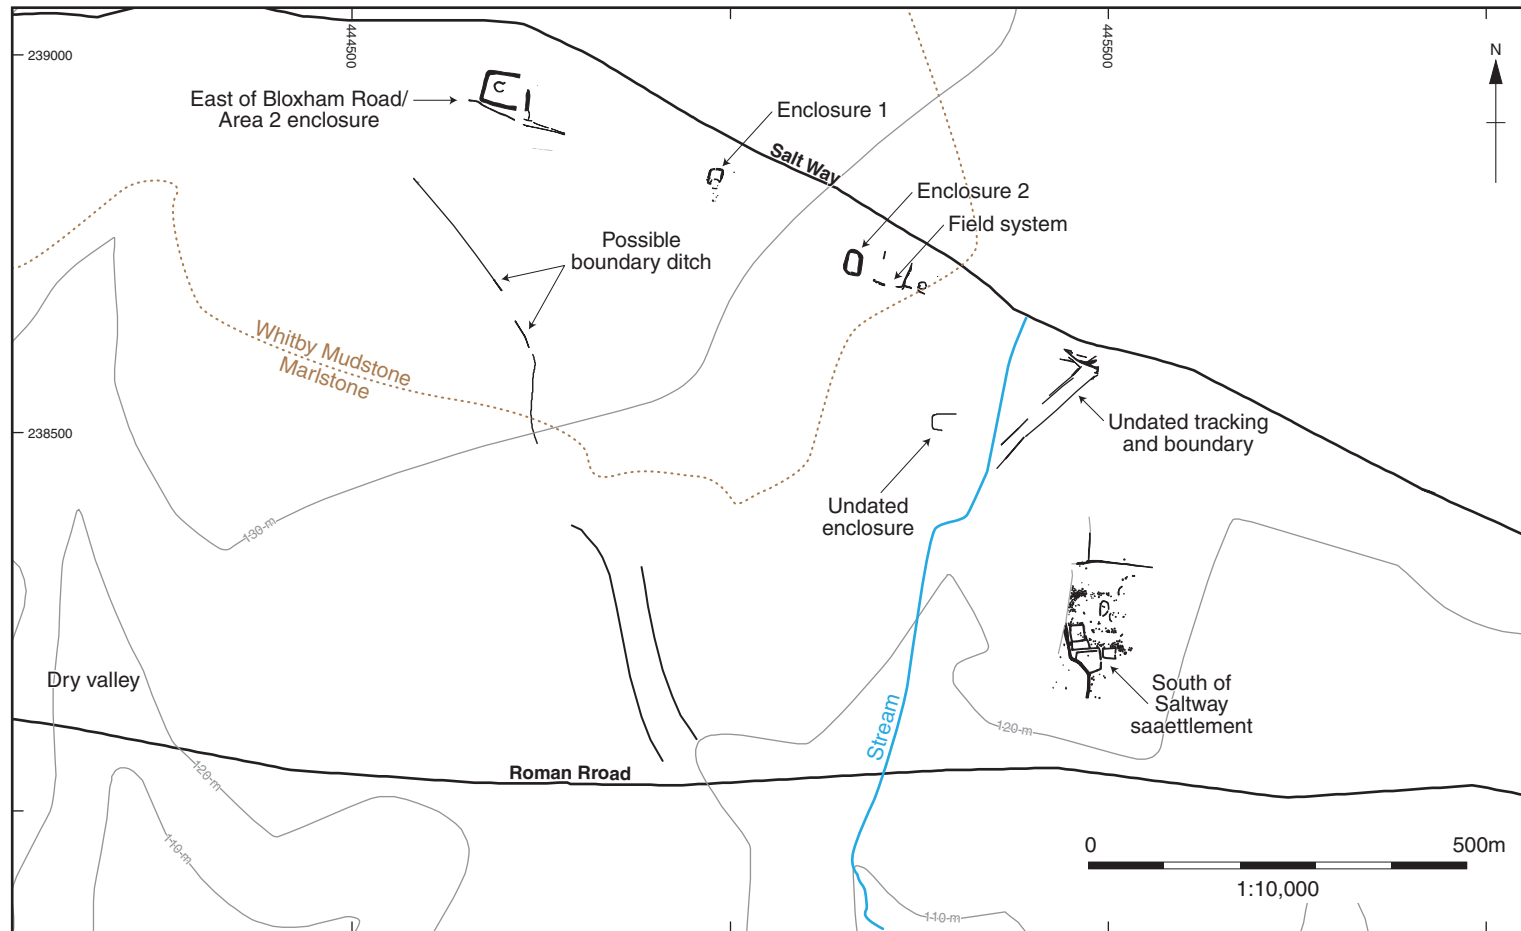 444500
445500
239000
N
East of Bloxham Road/
Area 2 enclosure
Enclosure 1
Salt Way
Enclosure 2
Field system
Possible
boundary ditch
Whitby Mudstone
Marlstone
238500
Undated tracking
and boundary
Undated
enclosure
130 m
Dry valley
South of
Saltway
saaettlement
120 m
Stream
Roman Rroad
120 m
110 m
110 m
0 500m
1:10,000